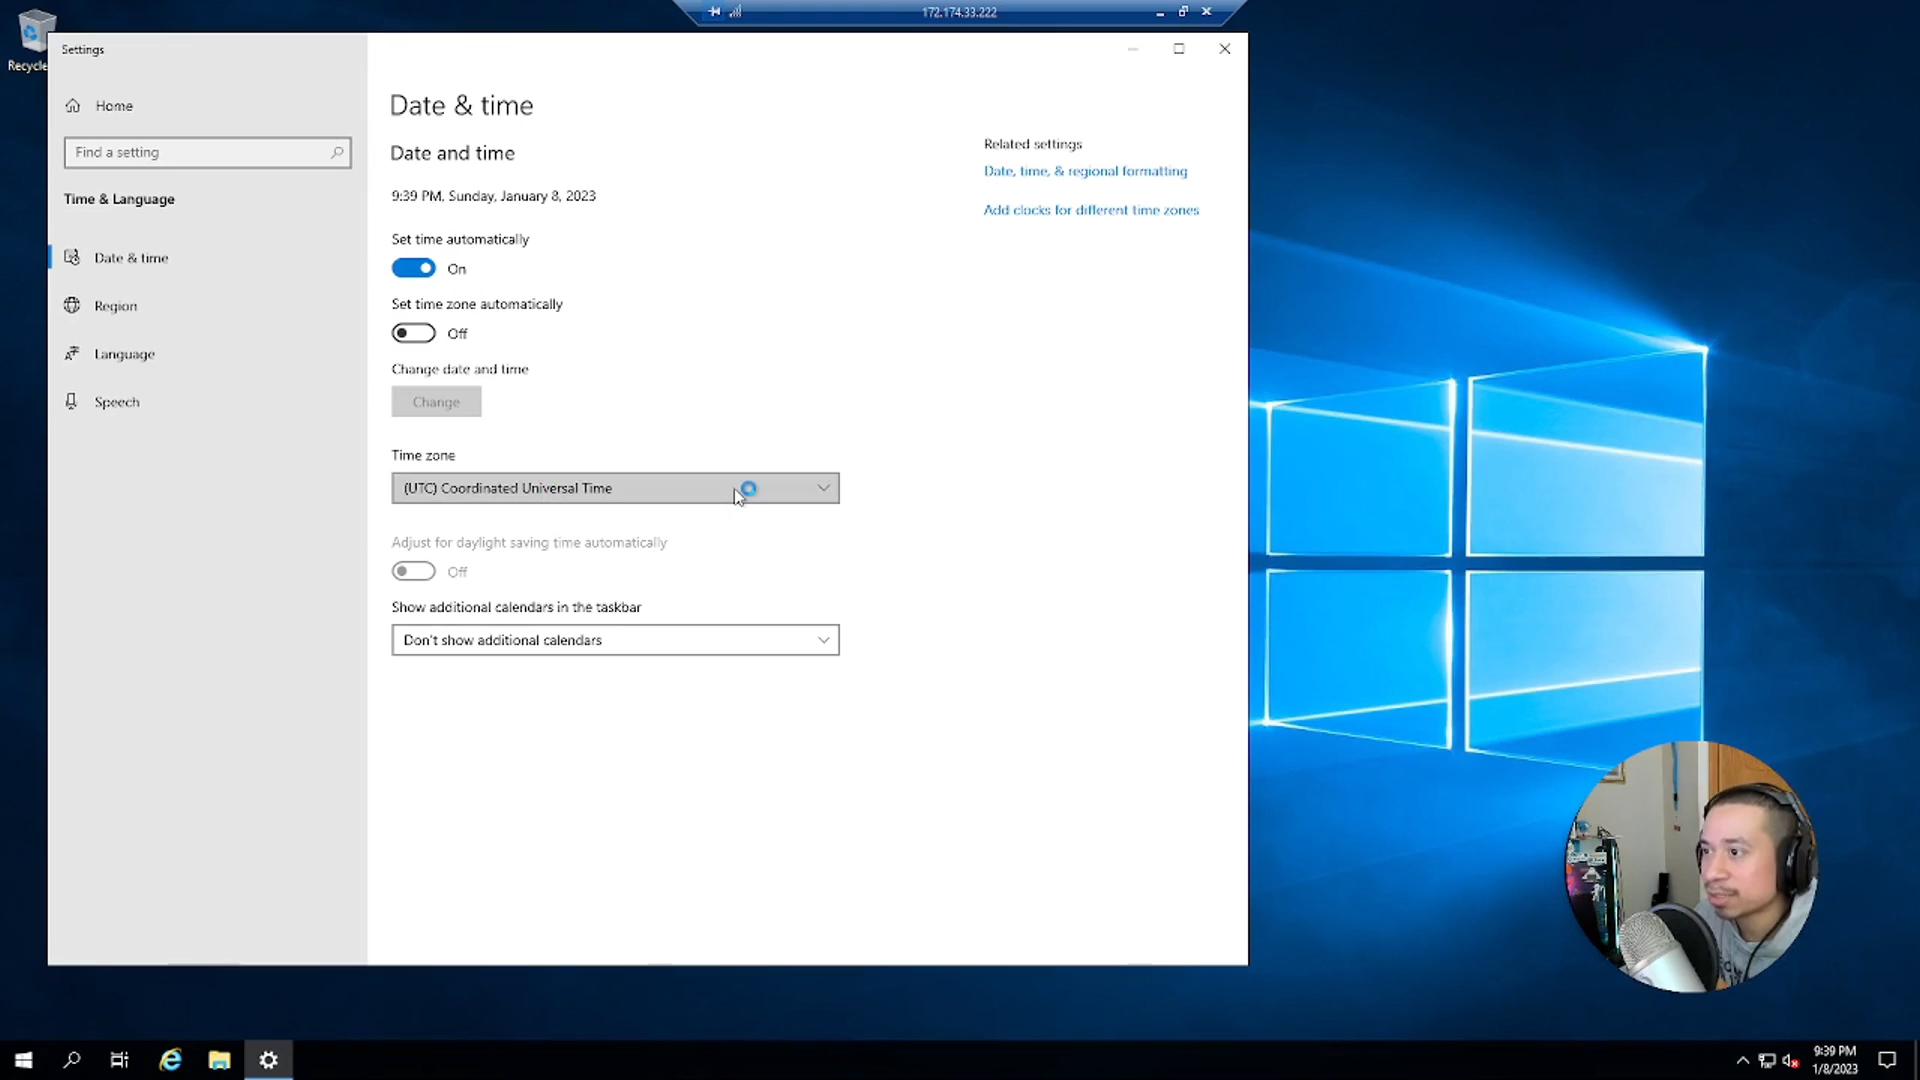 172.174.33.222
Recycle
Settings
Home
Find a setting
Time & Language
Date & time
Region
Language
Speech
Date & time
Date and time
9:39 PM, Sunday, January 8, 2023
Set time automatically
On
Set time zone automatically
Off
Change date and time
Change
Time zone
(UTC) Coordinated Universal Time
Adjust for daylight saving time automatically
Off
Show additional calendars in the taskbar
Don't show additional calendars
Related settings
Date, time, & regional formatting
Add clocks for different time zones
9:39 PM
1/8/2023